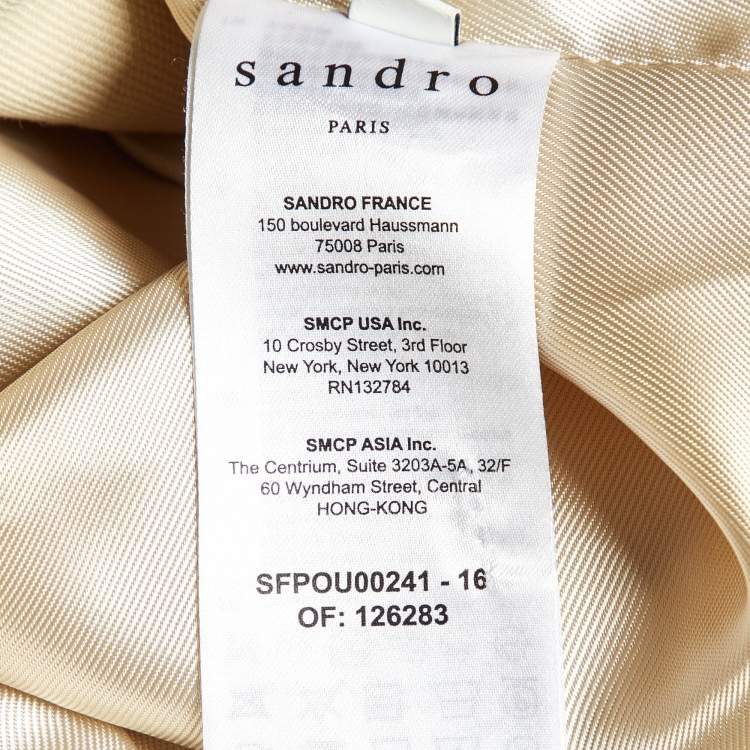 sandro
PARIS
SANDRO FRANCE
150 boulevard Haussmann
75008 Paris
www.sandro-paris.com
SMCP USA Inc.
10 Crosby Street, 3rd Floor
New York, New York 10013
RN132784
SMCP ASIA Inc.
The Centrium, Suite 3203A-5A, 32/F
60 Wyndham Street, Central
HONG-KONG
SFPOU00241 - 16
OF: 126283